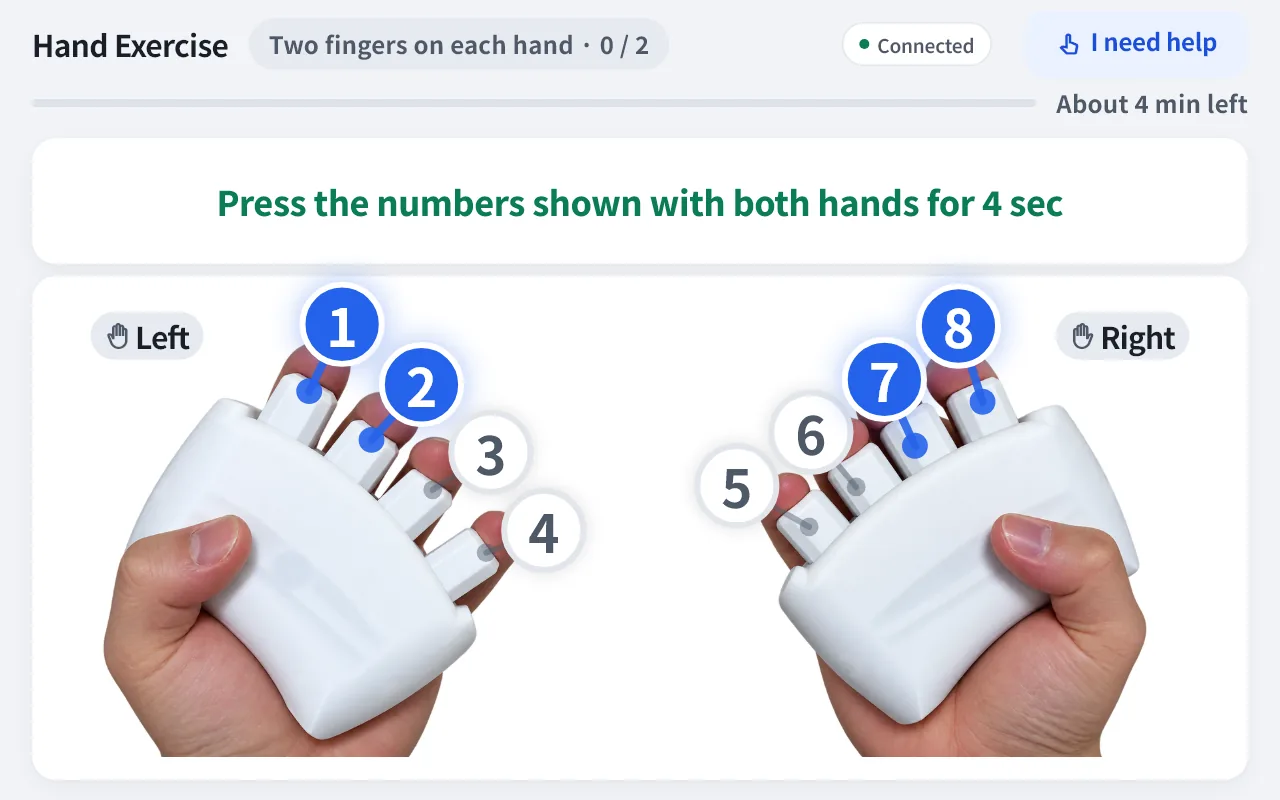 Hand Exercise
Two fingers on each hand · 0 / 2
Connected
I need help
About 4 min left
Press the numbers shown with both hands for 4 sec
Left
Right
1
2
3
4
5
6
7
8